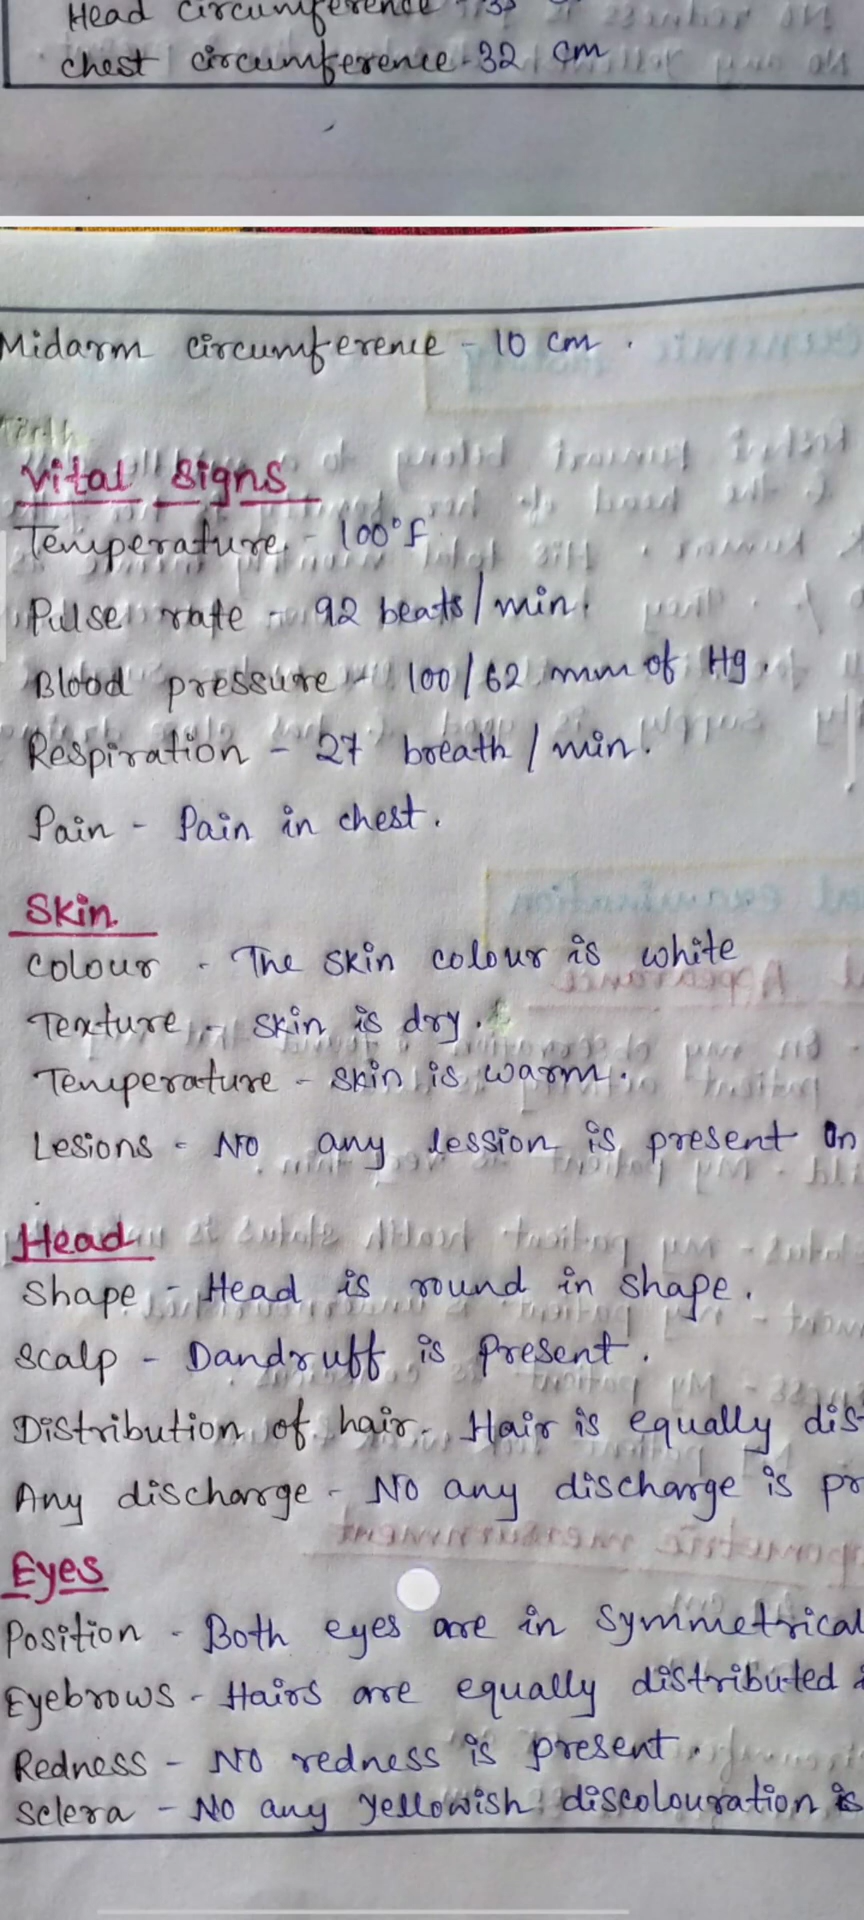 Head circumference - 33
chest circumference - 32 cm
Midarm circumference - 10 cm.
Vital Signs
Temperature - 100°f
Pulse rate - 92 beats/min.
Blood pressure - 100/62 mm of Hg.
Respiration - 27 breath/min.
Pain - Pain in chest.
Skin
Colour - The skin colour is white
Texture - skin is dry.
Temperature - skin is warm.
Lesions - No any lession is present on
Head
Shape - Head is round in shape.
Scalp - Dandruff is present.
Distribution of hair - Hair is equally dis-
Any discharge - No any discharge is pr
Eyes
Position - Both eyes are in symmetrical
Eyebrows - Hairs are equally distributed
Redness - No redness is present.
Sclera - No any yellowish discolouration is